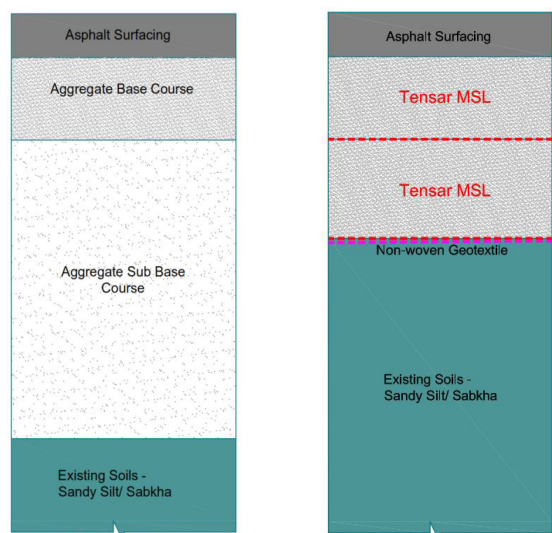 Asphalt Surfacing
Aggregate Base Course
Aggregate Sub Base
Course
Existing Soils -
Sandy Silt/ Sabkha
Asphalt Surfacing
Tensar MSL
Tensar MSL
Non-woven Geotextile
Existing Soils -
Sandy Silt/ Sabkha